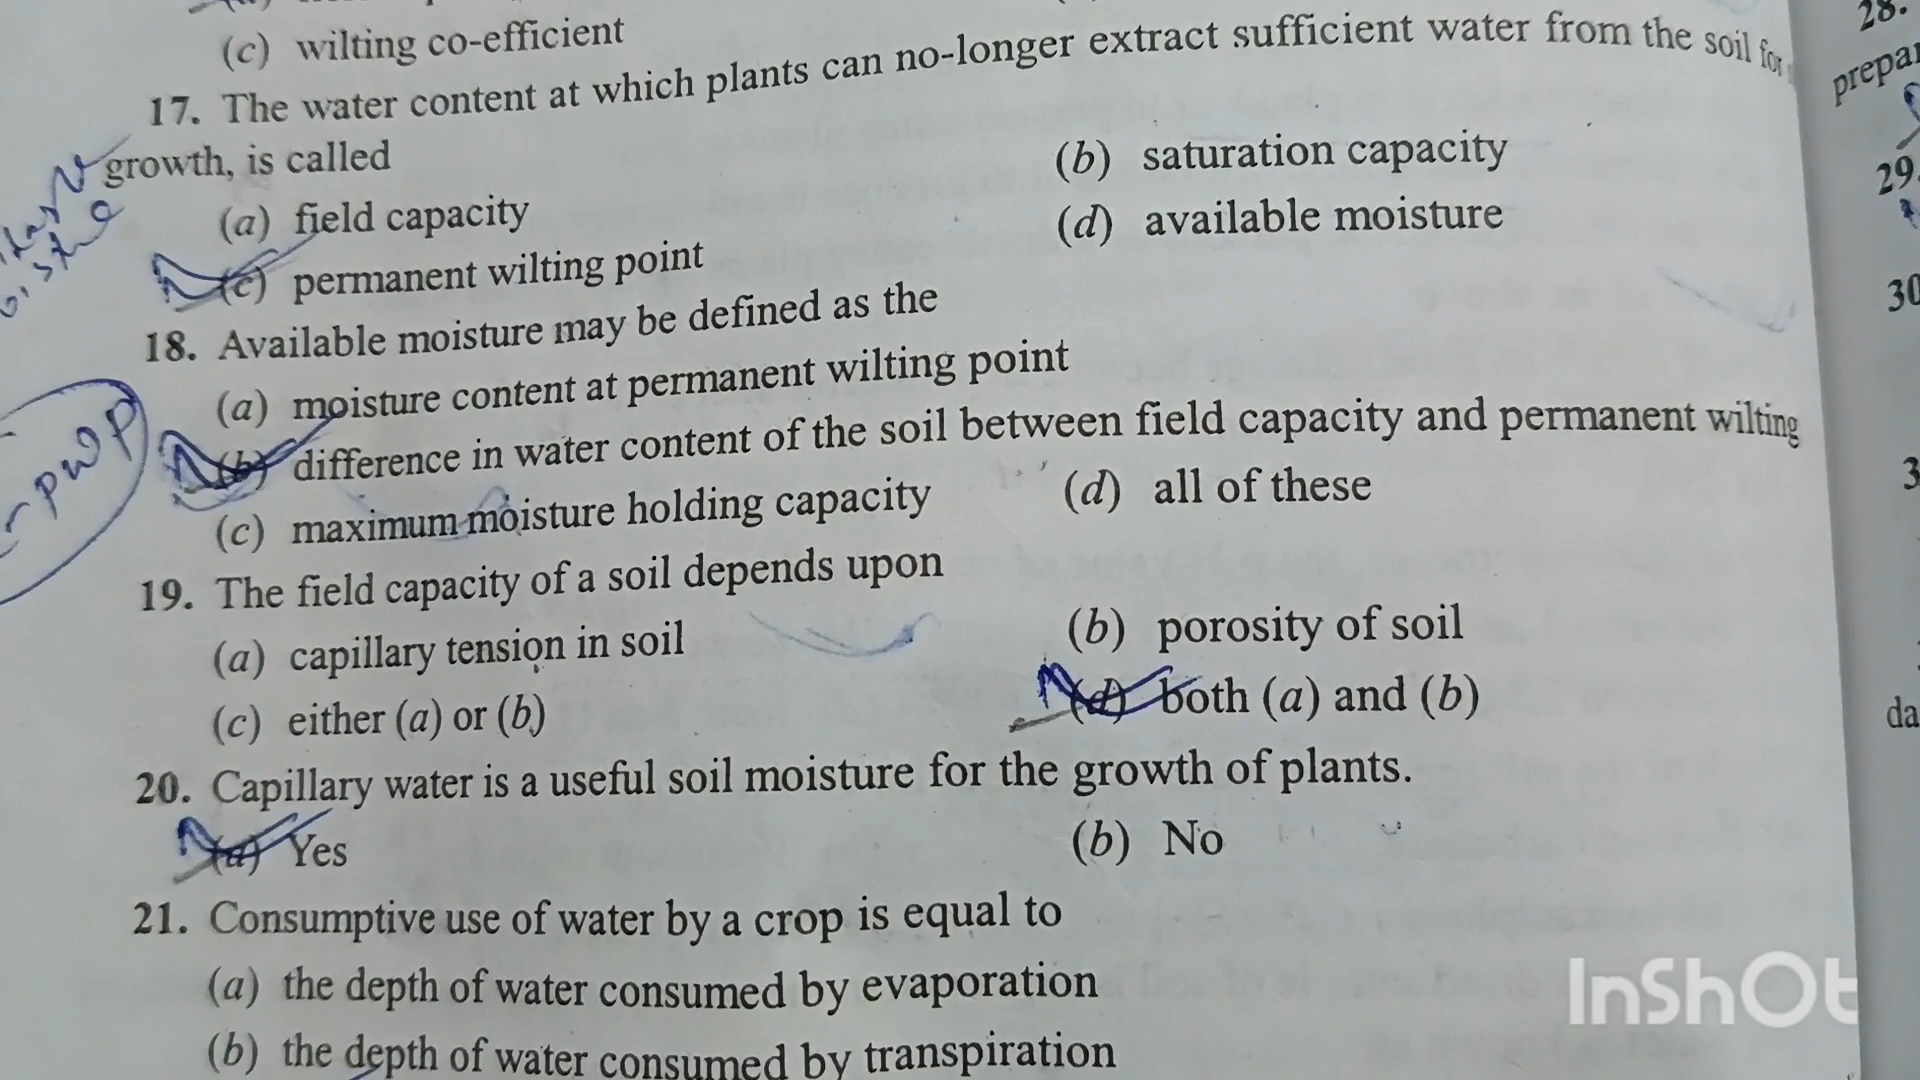 (c) wilting co-efficient
28.
17. The water content at which plants can no-longer extract sufficient water from the soil for
growth, is called
(a) field capacity
(b) saturation capacity
(c) permanent wilting point
(d) available moisture
18. Available moisture may be defined as the
(a) moisture content at permanent wilting point
(b) difference in water content of the soil between field capacity and permanent wilting
(c) maximum moisture holding capacity
(d) all of these
19. The field capacity of a soil depends upon
(a) capillary tension in soil
(b) porosity of soil
(c) either (a) or (b)
(d) both (a) and (b)
20. Capillary water is a useful soil moisture for the growth of plants.
(a) Yes
(b) No
21. Consumptive use of water by a crop is equal to
(a) the depth of water consumed by evaporation
(b) the depth of water consumed by transpiration
29.
30
da
PWP
InShOt